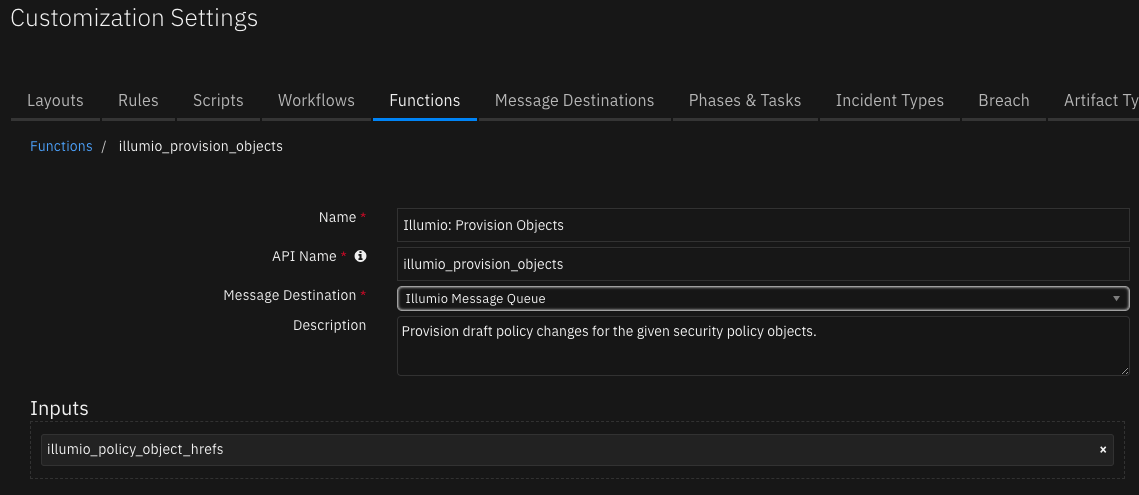 Customization Settings
Layouts Rules Scripts Workflows Functions Message Destinations Phases & Tasks Incident Types Breach Artifact Ty
Functions / illumio_provision_objects
Name * Illumio: Provision Objects
API Name * illumio_provision_objects
Message Destination * Illumio Message Queue
Description Provision draft policy changes for the given security policy objects.
Inputs
illumio_policy_object_hrefs ×